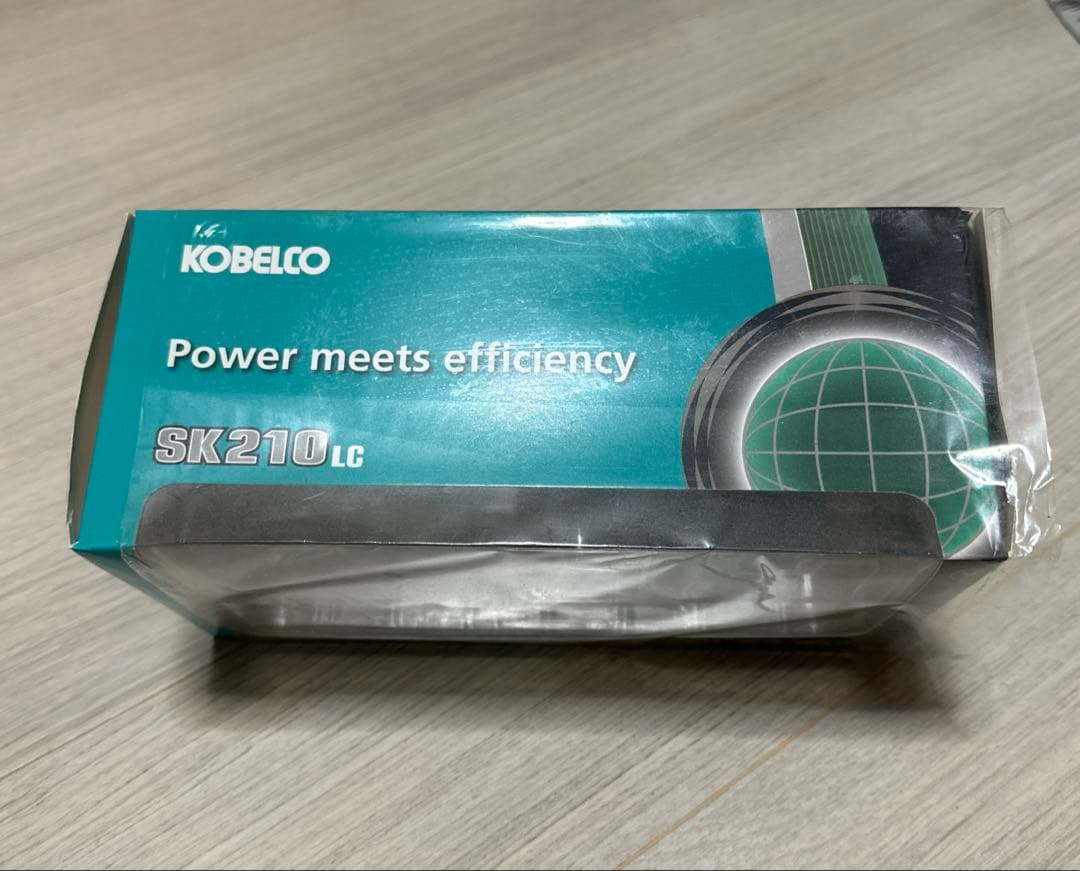 KOBELCO
Power meets efficiency
SK210LC